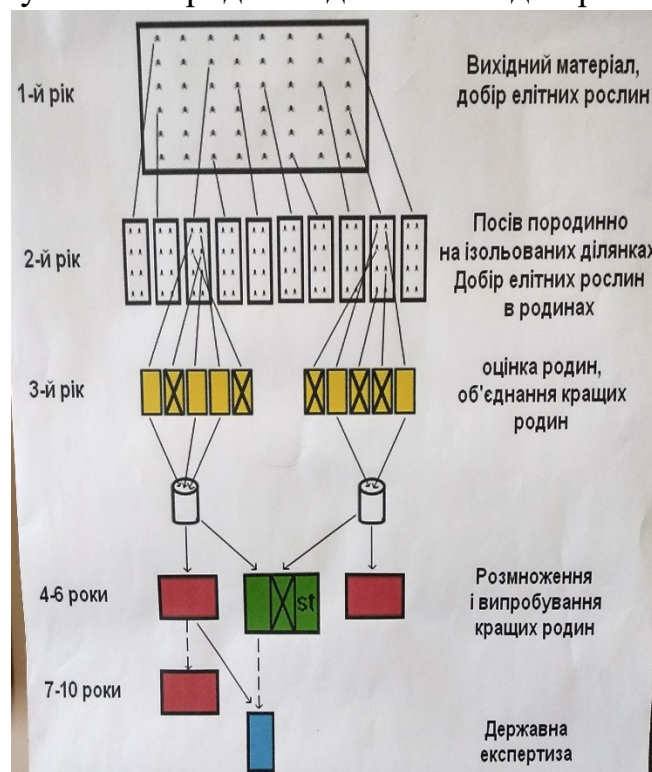 1-й рік
Вихідний матеріал,
добір елітних рослин
2-й рік
Посів породинно
на ізольованих ділянках
Добір елітних рослин
в родинах
3-й рік
оцінка родин,
об'єднання кращих
родин
4-6 роки
st
Розмноження
і випробування
кращих родин
7-10 роки
Державна
експертиза